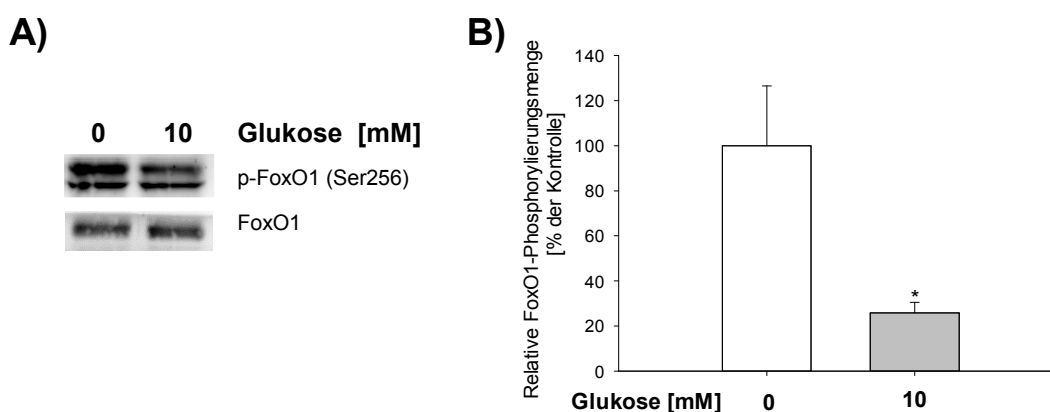 A)
0 10 Glukose [mM]
p-FoxO1 (Ser256)
FoxO1
B)
Relative FoxO1-Phosphorylierungsmenge
[% der Kontrolle]
140
120
100
80
60
40
20
0
*
Glukose [mM] 0 10